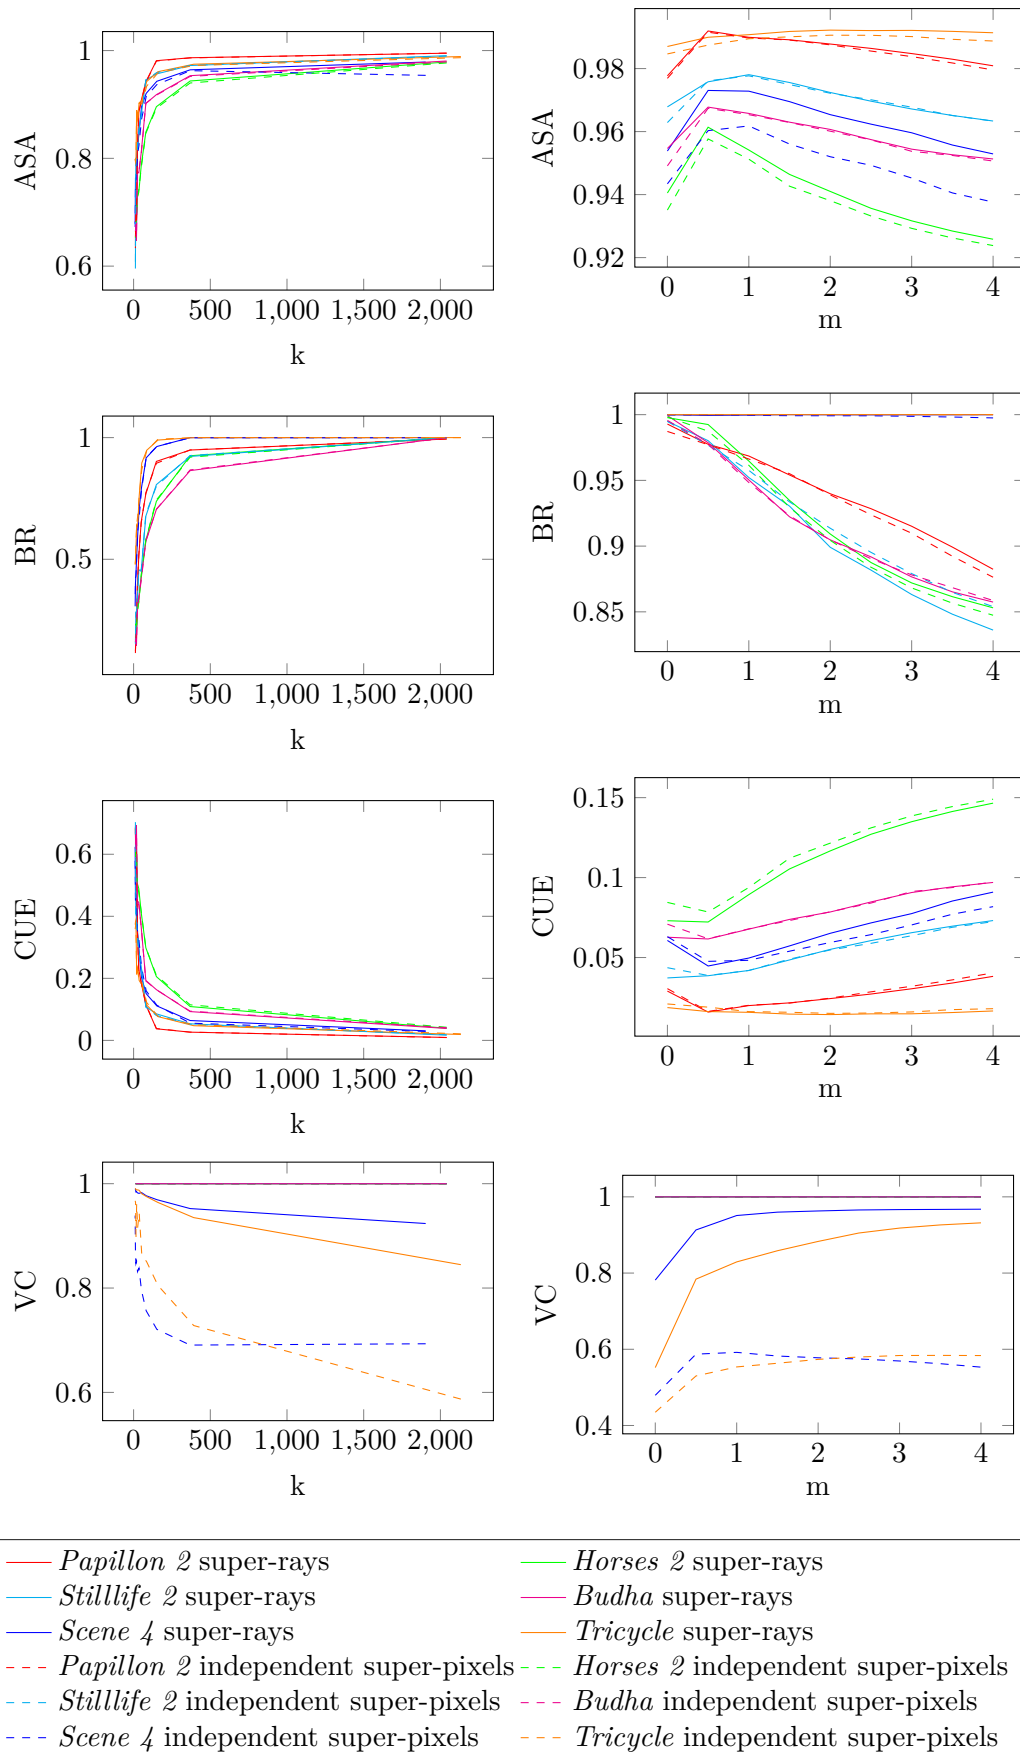 1
0.8
0.6
ASA
0 500 1,000 1,500 2,000
k
0.98
0.96
0.94
0.92
ASA
0 1 2 3 4
m
1
0.5
BR
0 500 1,000 1,500 2,000
k
1
0.95
0.9
0.85
BR
0 1 2 3 4
m
0.6
0.4
0.2
0
CUE
0 500 1,000 1,500 2,000
k
0.15
0.1
0.05
CUE
0 1 2 3 4
m
1
0.8
0.6
VC
0 500 1,000 1,500 2,000
k
1
0.8
0.6
0.4
VC
0 1 2 3 4
m
Papillon 2 super-rays
Horses 2 super-rays
Stilllife 2 super-rays
Budha super-rays
Scene 4 super-rays
Tricycle super-rays
Papillon 2 independent super-pixels
Horses 2 independent super-pixels
Stilllife 2 independent super-pixels
Budha independent super-pixels
Scene 4 independent super-pixels
Tricycle independent super-pixels